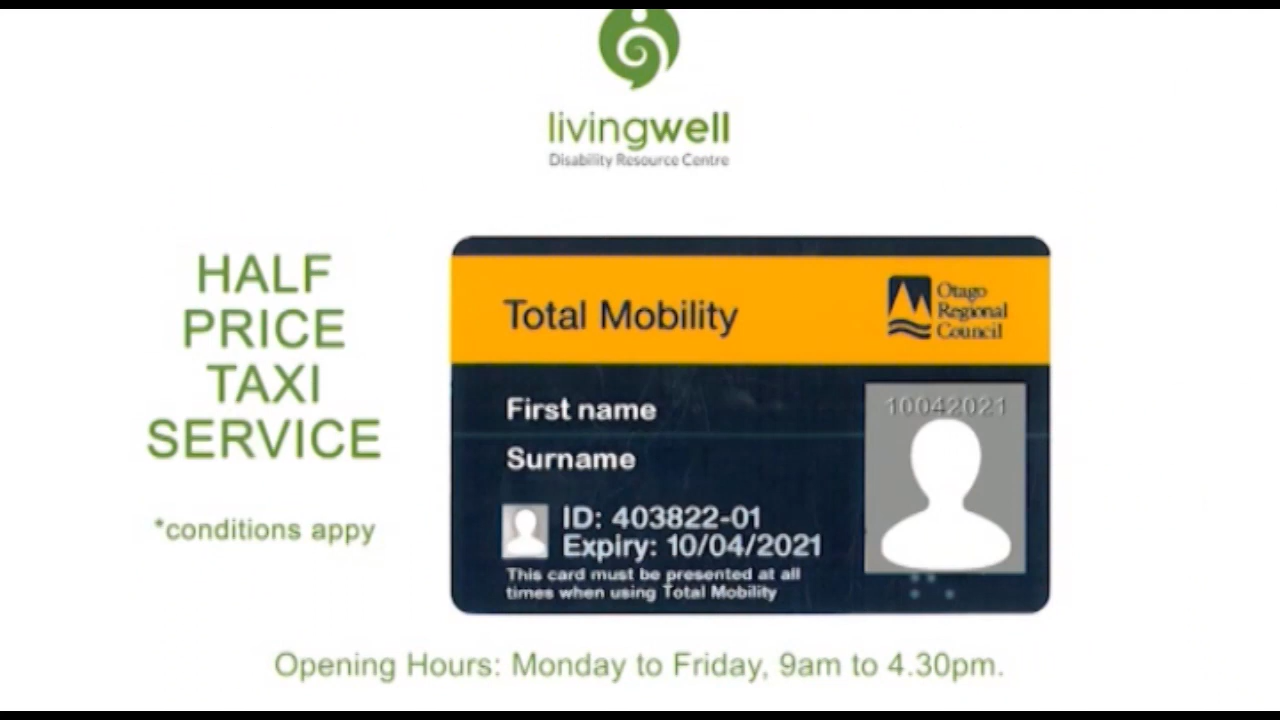 livingwell
Disability Resource Centre
HALF
PRICE
TAXI
SERVICE
*conditions appy
Total Mobility
Otago
Regional
Council
First name
Surname
10042021
ID: 403822-01
Expiry: 10/04/2021
This card must be presented at all
times when using Total Mobility
Opening Hours: Monday to Friday, 9am to 4.30pm.